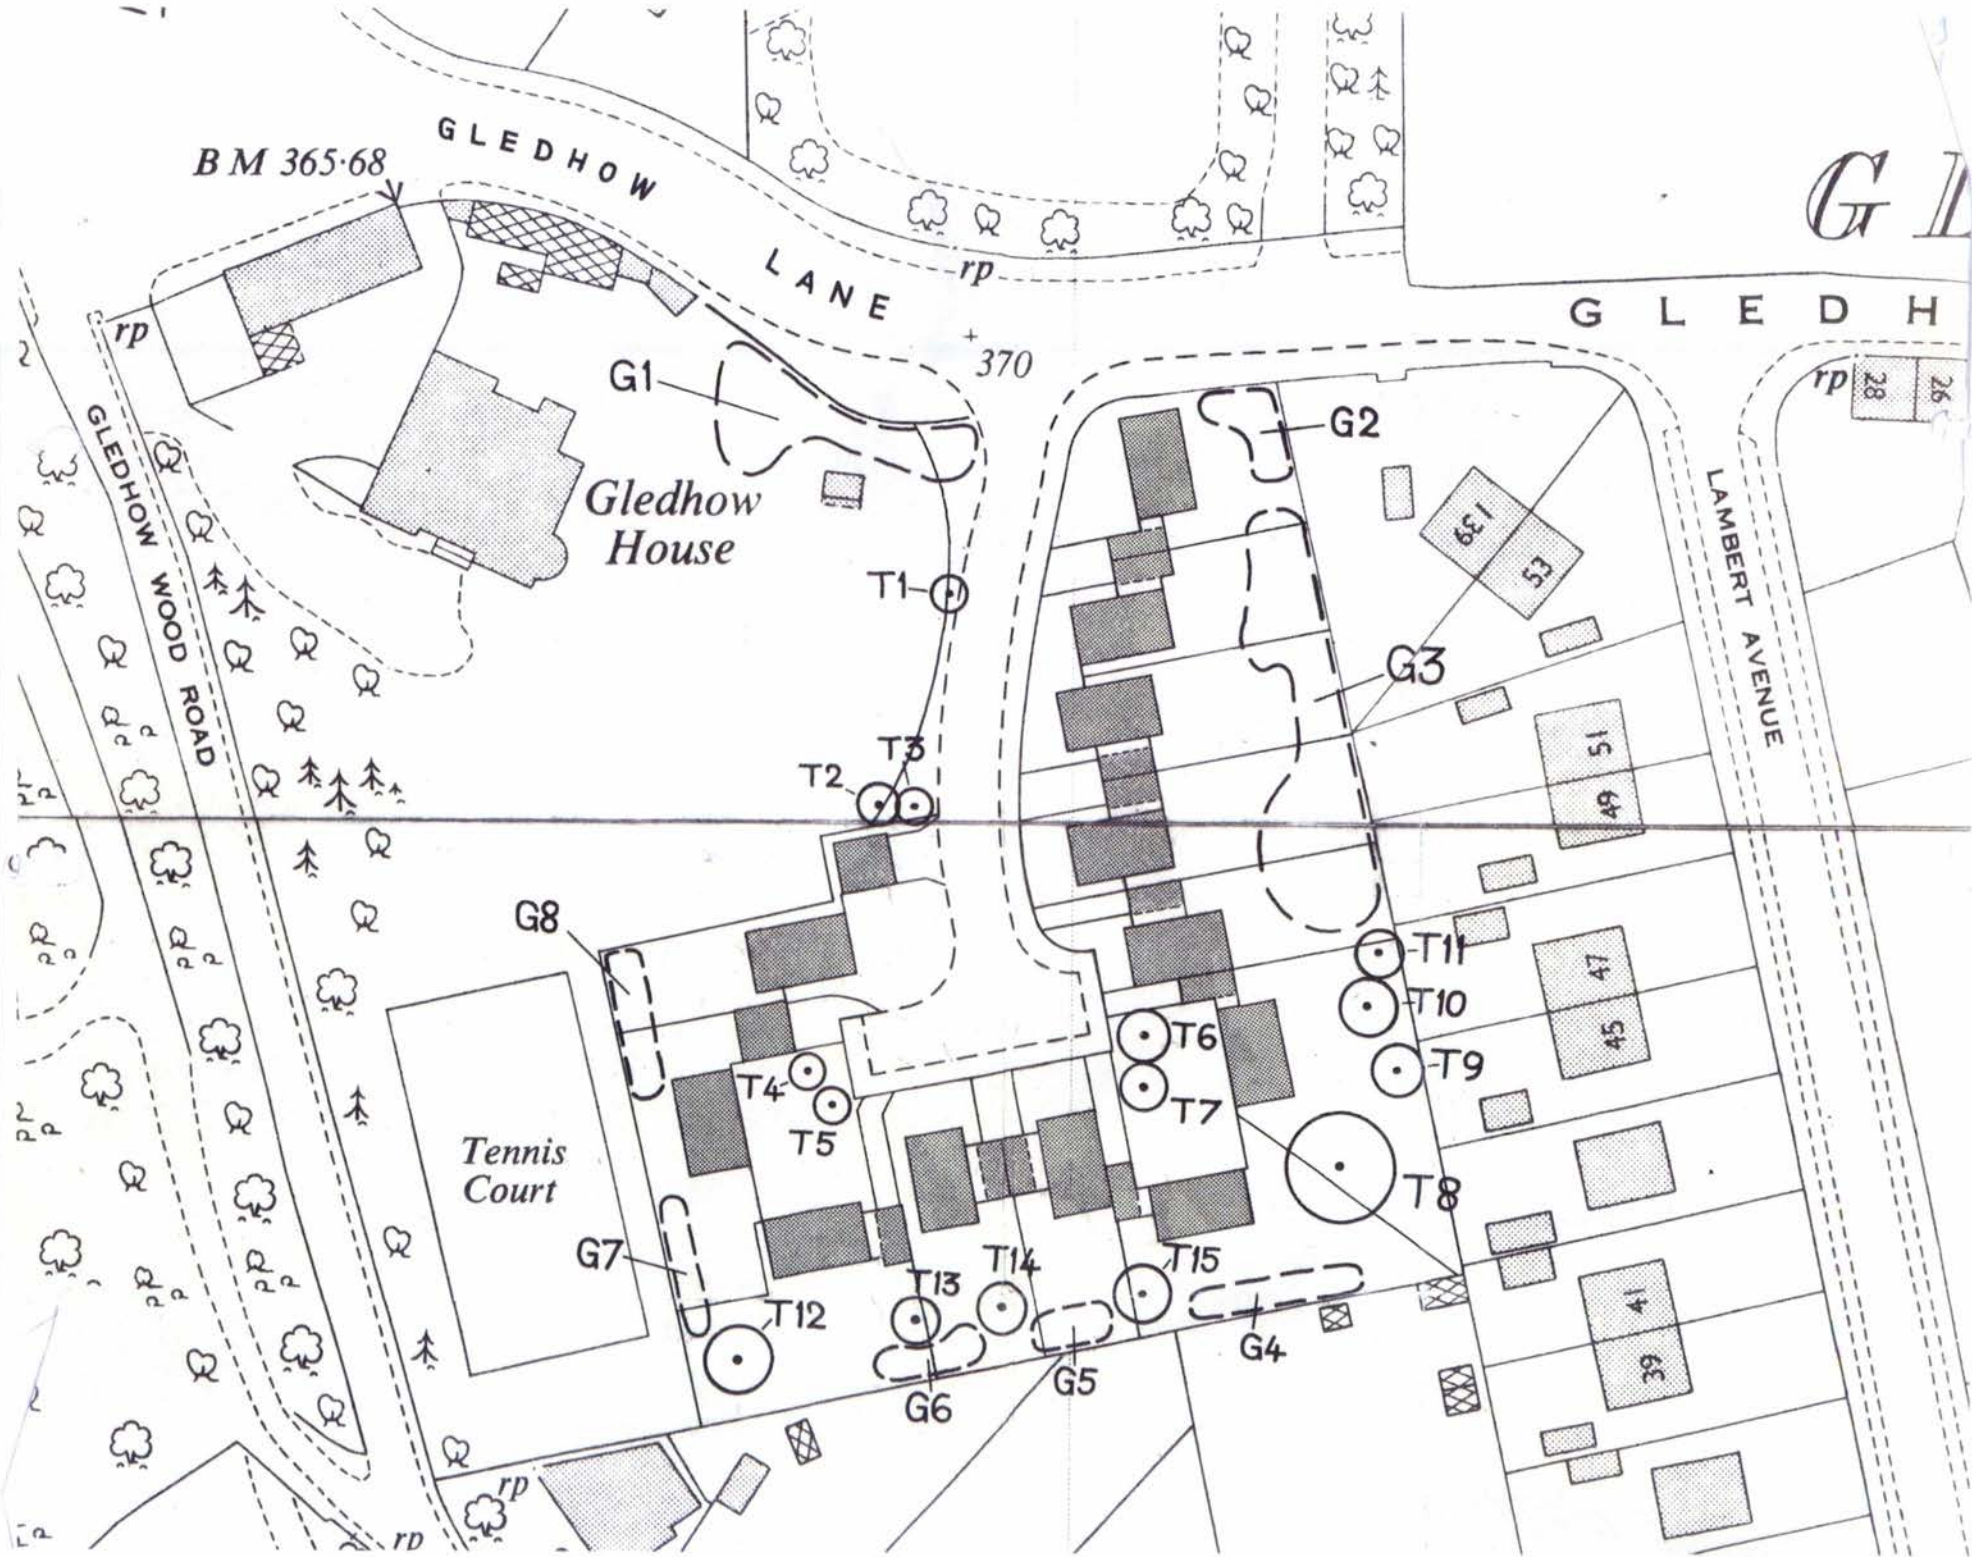 GLEDHOW
B M 365·68
LANE
rp
370
rp
GLEDH
rp
28
26
G1
G2
GLEDHOW WOOD ROAD
Gledhow
House
139
53
LAMBERT AVENUE
T1
G3
T3
T2
51
49
G8
T11
T10
47
45
T6
T9
T4
T7
T5
Tennis
Court
T8
G7
T14
T15
T13
T12
41
G4
39
G5
G6
rp
rp